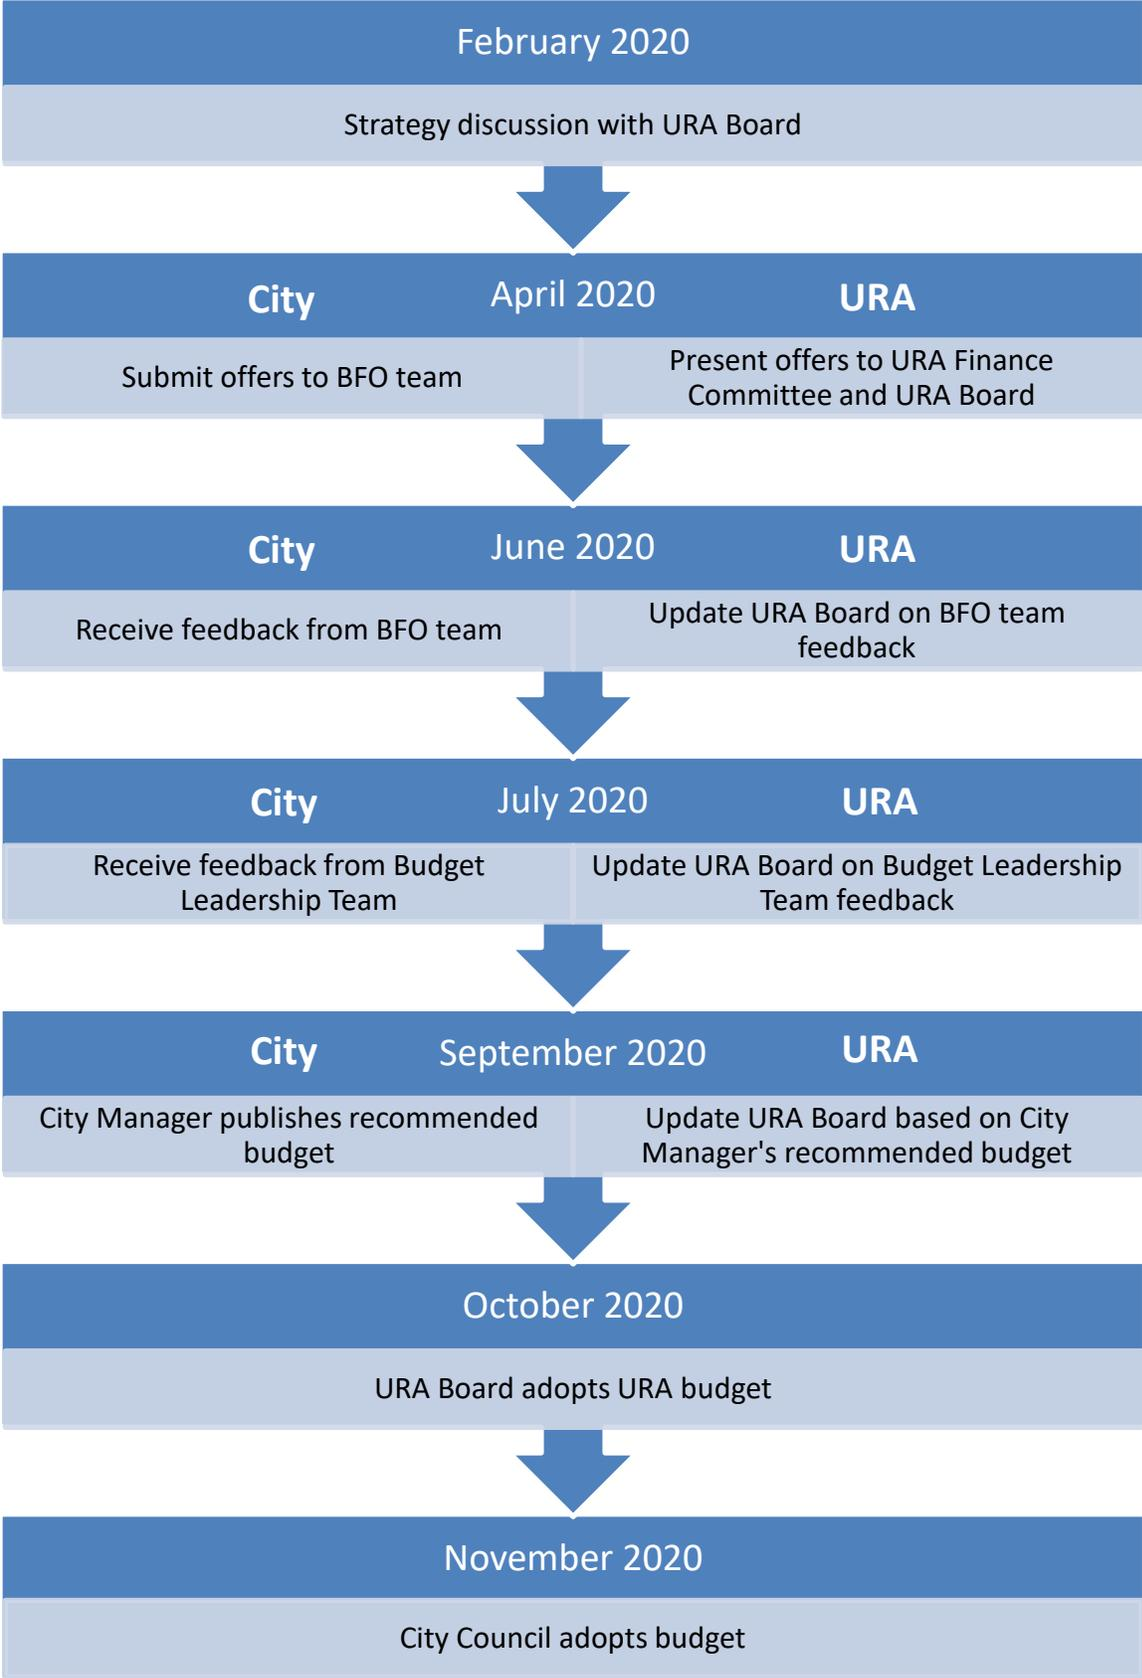 February 2020
Strategy discussion with URA Board
City April 2020 URA
Submit offers to BFO team
Present offers to URA Finance
Committee and URA Board
City June 2020 URA
Receive feedback from BFO team
Update URA Board on BFO team
feedback
City July 2020 URA
Receive feedback from Budget
Leadership Team
Update URA Board on Budget Leadership
Team feedback
City September 2020 URA
City Manager publishes recommended
budget
Update URA Board based on City
Manager's recommended budget
October 2020
URA Board adopts URA budget
November 2020
City Council adopts budget